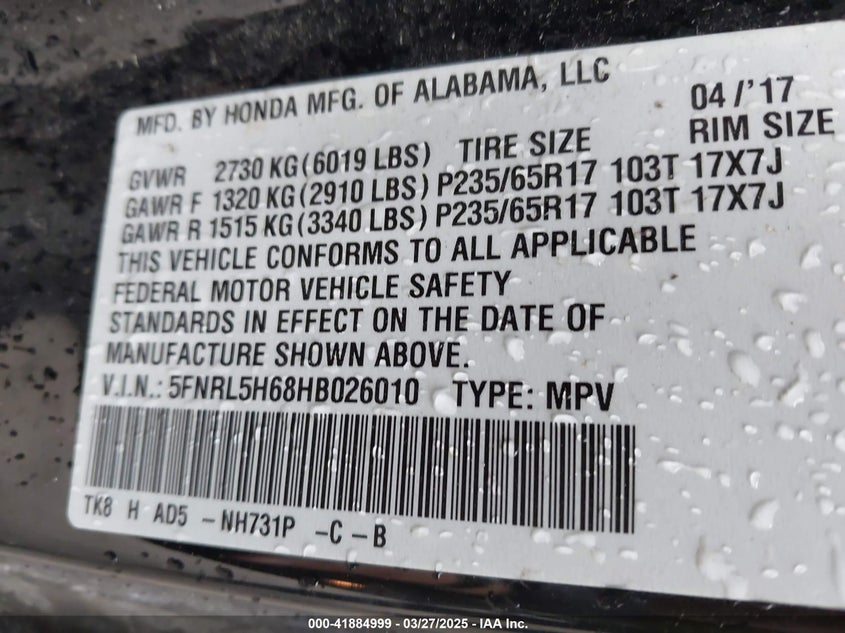 MFD. BY HONDA MFG. OF ALABAMA, LLC 04/'17
GVWR 2730 KG(6019 LBS) TIRE SIZE RIM SIZE
GAWR F 1320 KG(2910 LBS) P235/65R17 103T 17X7J
GAWR R 1515 KG(3340 LBS) P235/65R17 103T 17X7J
THIS VEHICLE CONFORMS TO ALL APPLICABLE
FEDERAL MOTOR VEHICLE SAFETY
STANDARDS IN EFFECT ON THE DATE OF
MANUFACTURE SHOWN ABOVE.
V.I.N.: 5FNRL5H68HB026010 TYPE: MPV
TK8 H AD5 -NH731P -C -B
000-41884999 — 03/27/2025 — IAA Inc.